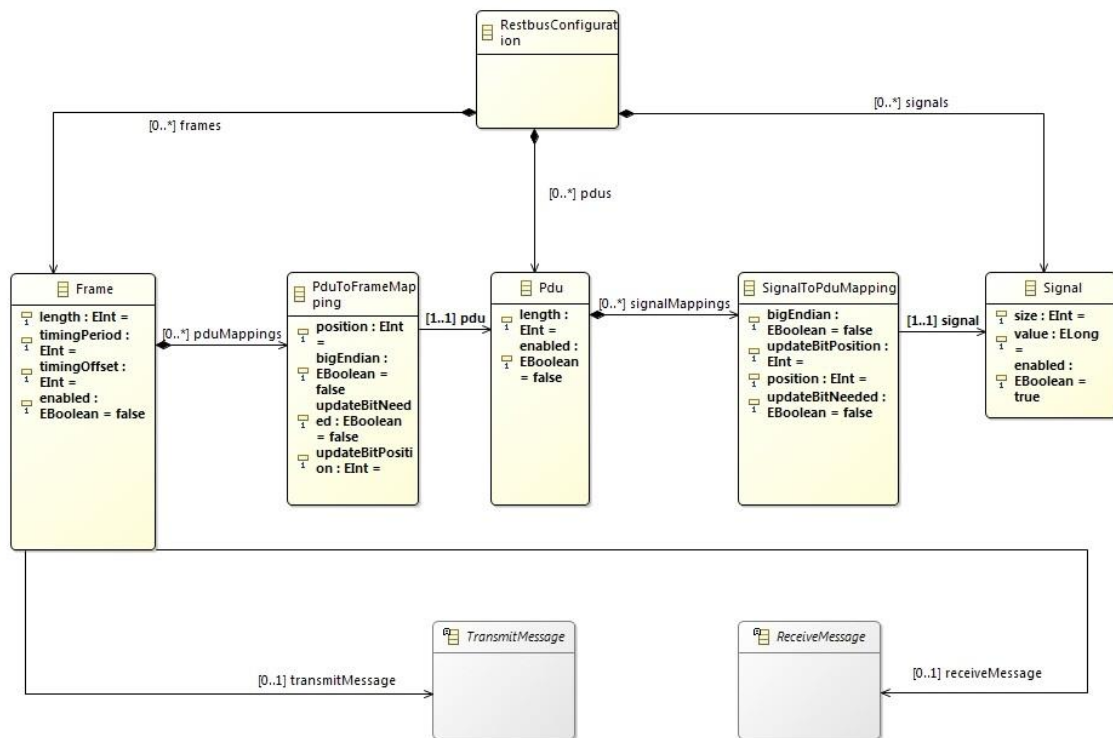 RestbusConfigurat
ion
[0..*] signals
[0..*] frames
[0..*] pdus
Frame
length : EInt =
timingPeriod :
EInt =
timingOffset :
EInt =
enabled :
EBoolean = false
[0..*] pduMappings
PduToFrameMap
ping
position : EInt
=
bigEndian :
EBoolean =
false
updateBitNeed
ed : EBoolean
= false
updateBitPositi
on : EInt =
[1..1] pdu
Pdu
length :
EInt =
enabled :
EBoolean
= false
[0..*] signalMappings
SignalToPduMapping
bigEndian :
EBoolean = false
updateBitPosition :
EInt =
position : EInt =
updateBitNeeded :
EBoolean = false
[1..1] signal
Signal
size : EInt =
value : ELong
=
enabled :
EBoolean =
true
TransmitMessage
ReceiveMessage
[0..1] transmitMessage
[0..1] receiveMessage